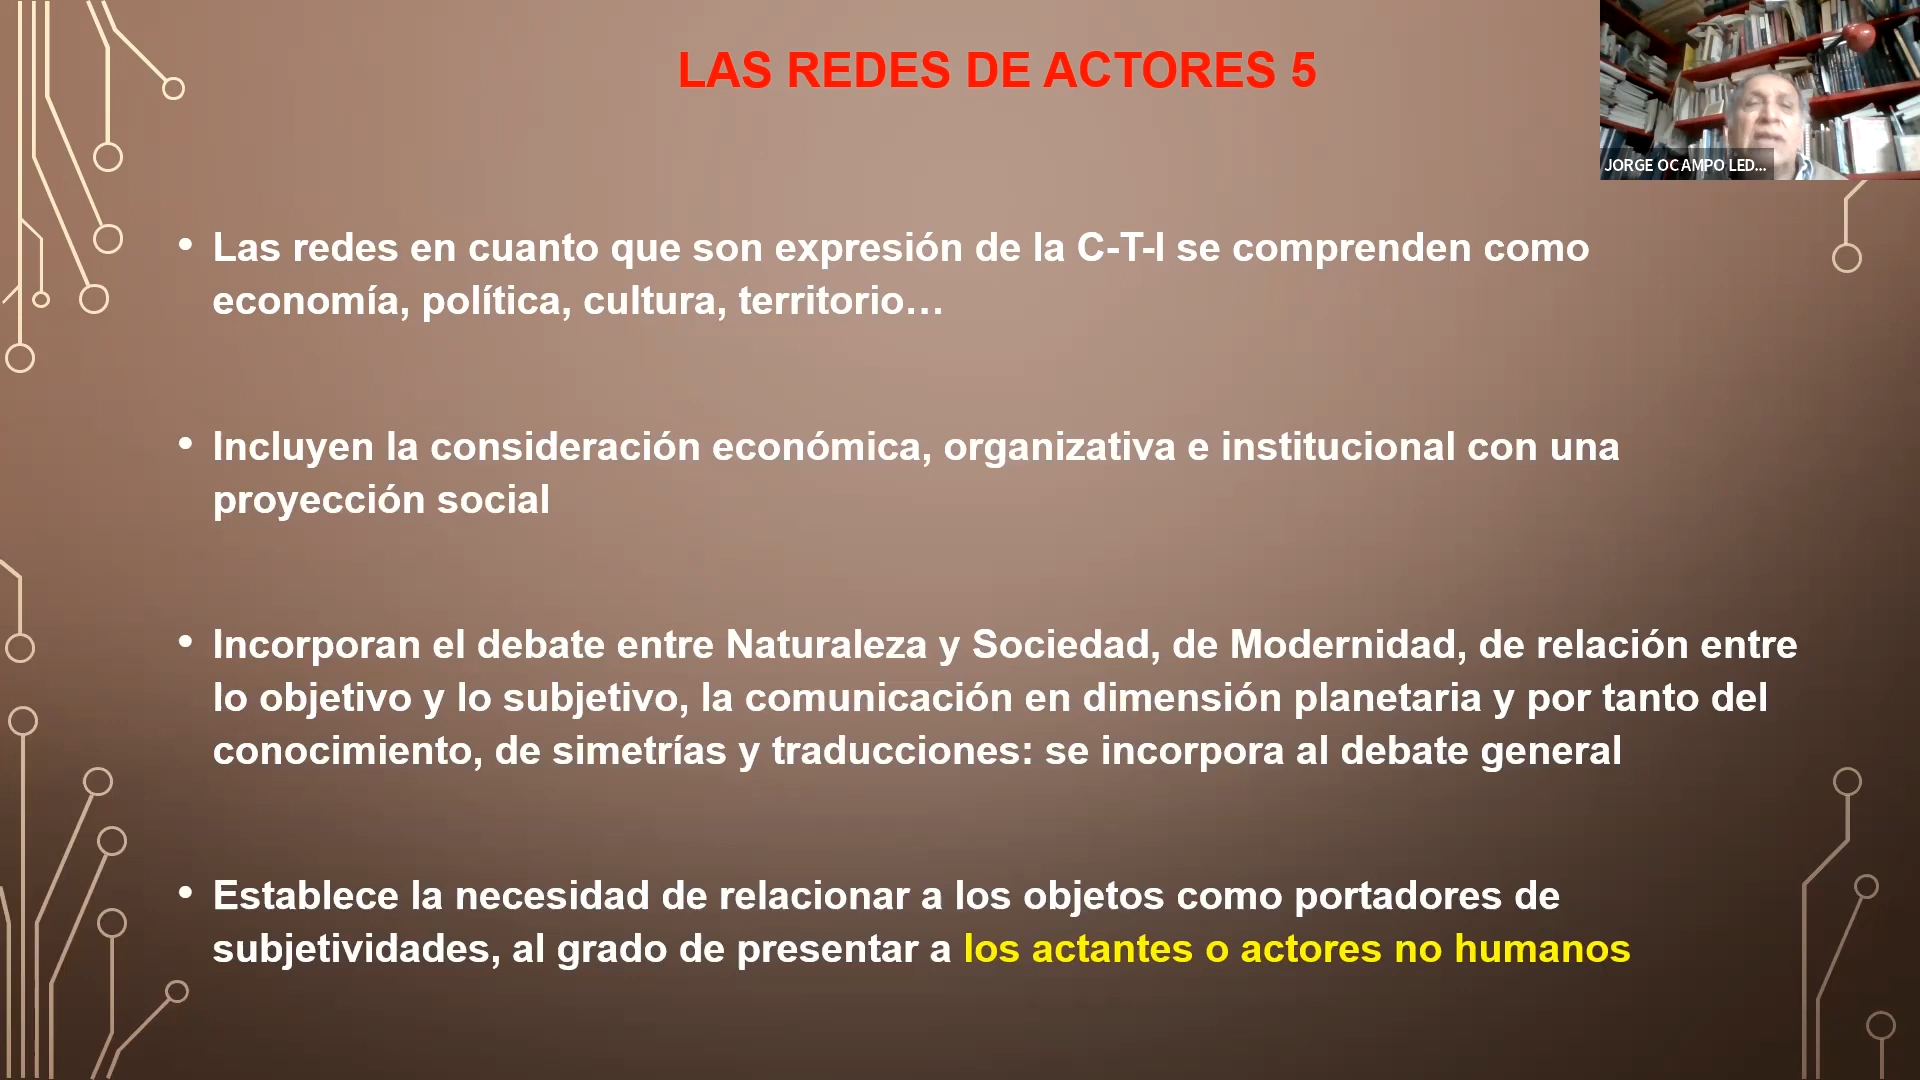 LAS REDES DE ACTORES 5
JORGE OCAMPO LED...
• Las redes en cuanto que son expresión de la C-T-I se comprenden como
economía, política, cultura, territorio…
• Incluyen la consideración económica, organizativa e institucional con una
proyección social
• Incorporan el debate entre Naturaleza y Sociedad, de Modernidad, de relación entre
lo objetivo y lo subjetivo, la comunicación en dimensión planetaria y por tanto del
conocimiento, de simetrías y traducciones: se incorpora al debate general
• Establece la necesidad de relacionar a los objetos como portadores de
subjetividades, al grado de presentar a los actantes o actores no humanos